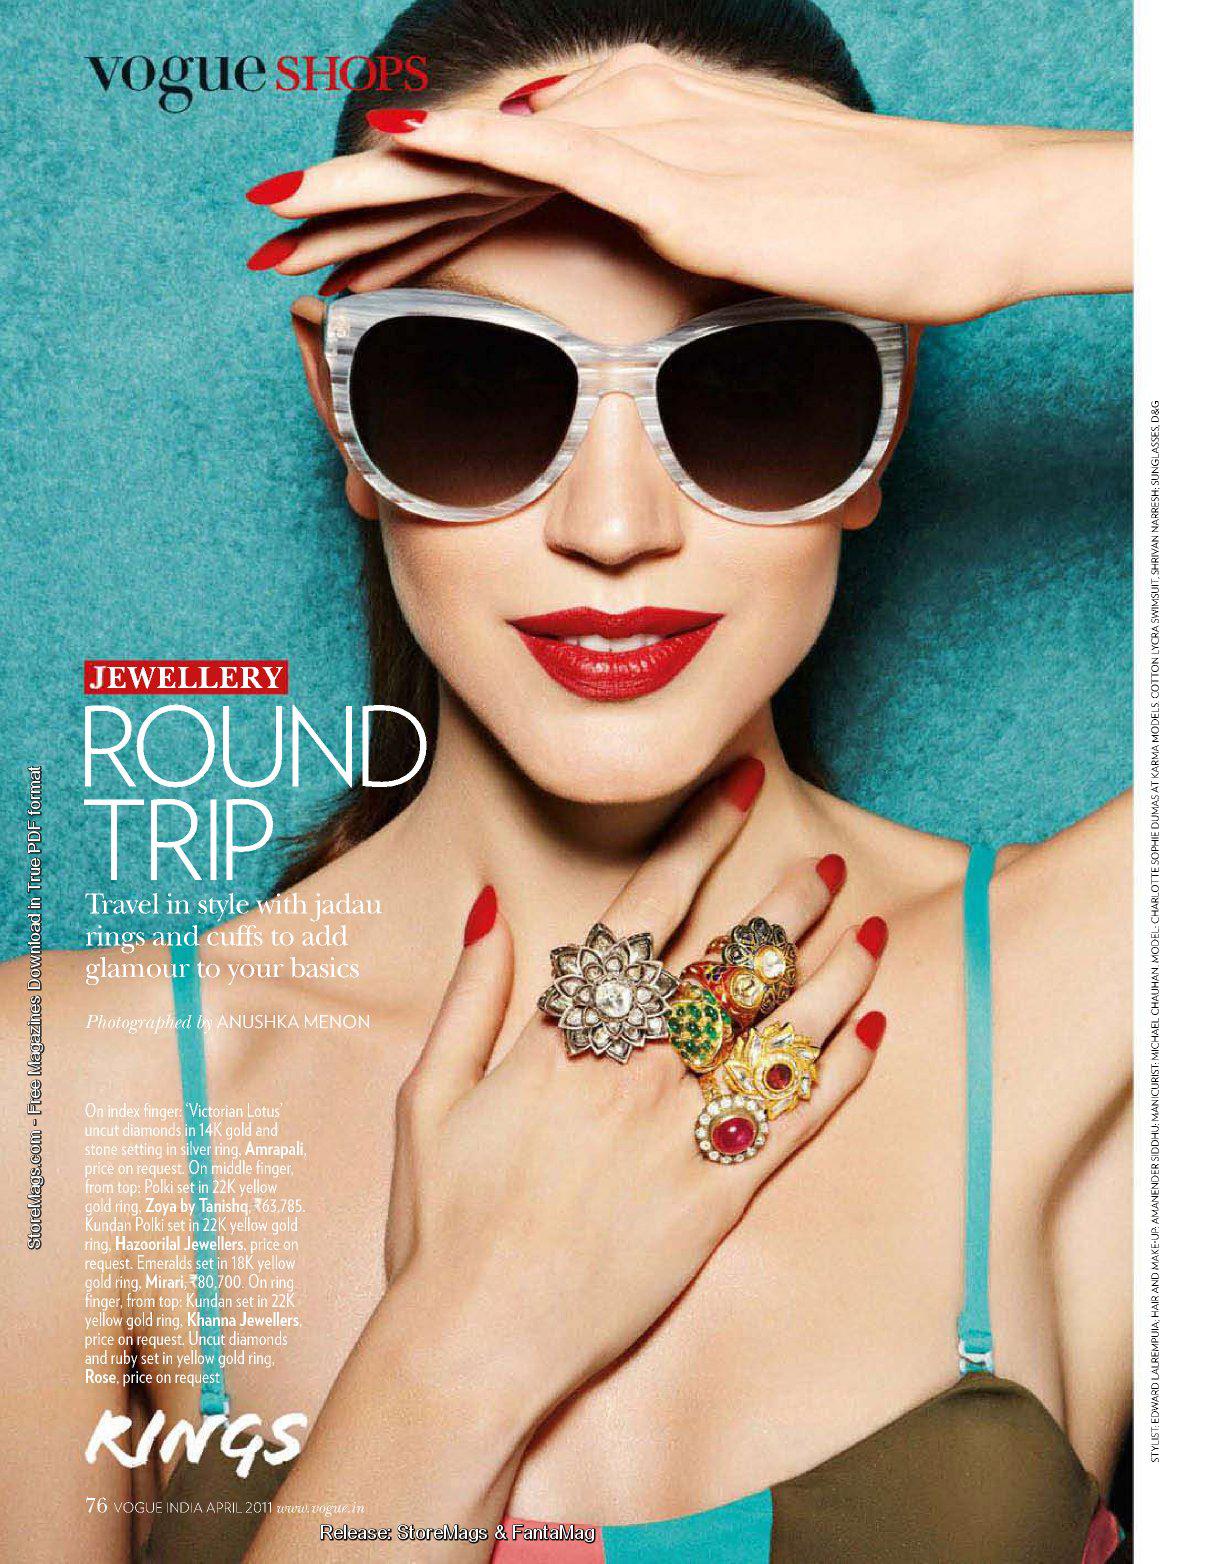 VOGUE SHOPS
JEWELLERY
ROUND
TRIP
Travel in style with jadau
rings and cuffs to add
glamour to your basics
Photographed by ANUSHKA MENON
On index finger: 'Victorian Lotus'
uncut diamonds in 14K gold and
stone setting in silver ring, Amrapali,
price on request. On middle finger,
from top: Polki set in 22K yellow
gold ring, Zoya by Tanishq, ₹63,785.
Kundan Polki set in 22K yellow gold
ring, Hazoorilal Jewellers, price on
request. Emeralds set in 18K yellow
gold ring, Mirari, ₹80,700. On ring
finger, from top: Kundan set in 22K
yellow gold ring, Khanna Jewellers,
price on request. Uncut diamonds
and ruby set in yellow gold ring,
Rose, price on request
RINGS
76 VOGUE INDIA APRIL 2011 www.vogue.in
Release: StoreMags & FantaMag
StoreMags.com - Free Magazines Download in True PDF format
STYLIST: EDWARD LALREMPUIA; HAIR AND MAKE-UP: AMANENDER SIDDHU; MANICURIST: MICHAEL CHAUHAN. MODEL: CHARLOTTE SOPHIE DUMAS AT KARMA MODELS. COTTON LYCRA SWIMSUIT, SHRIVAN NARRESH; SUNGLASSES, D&G